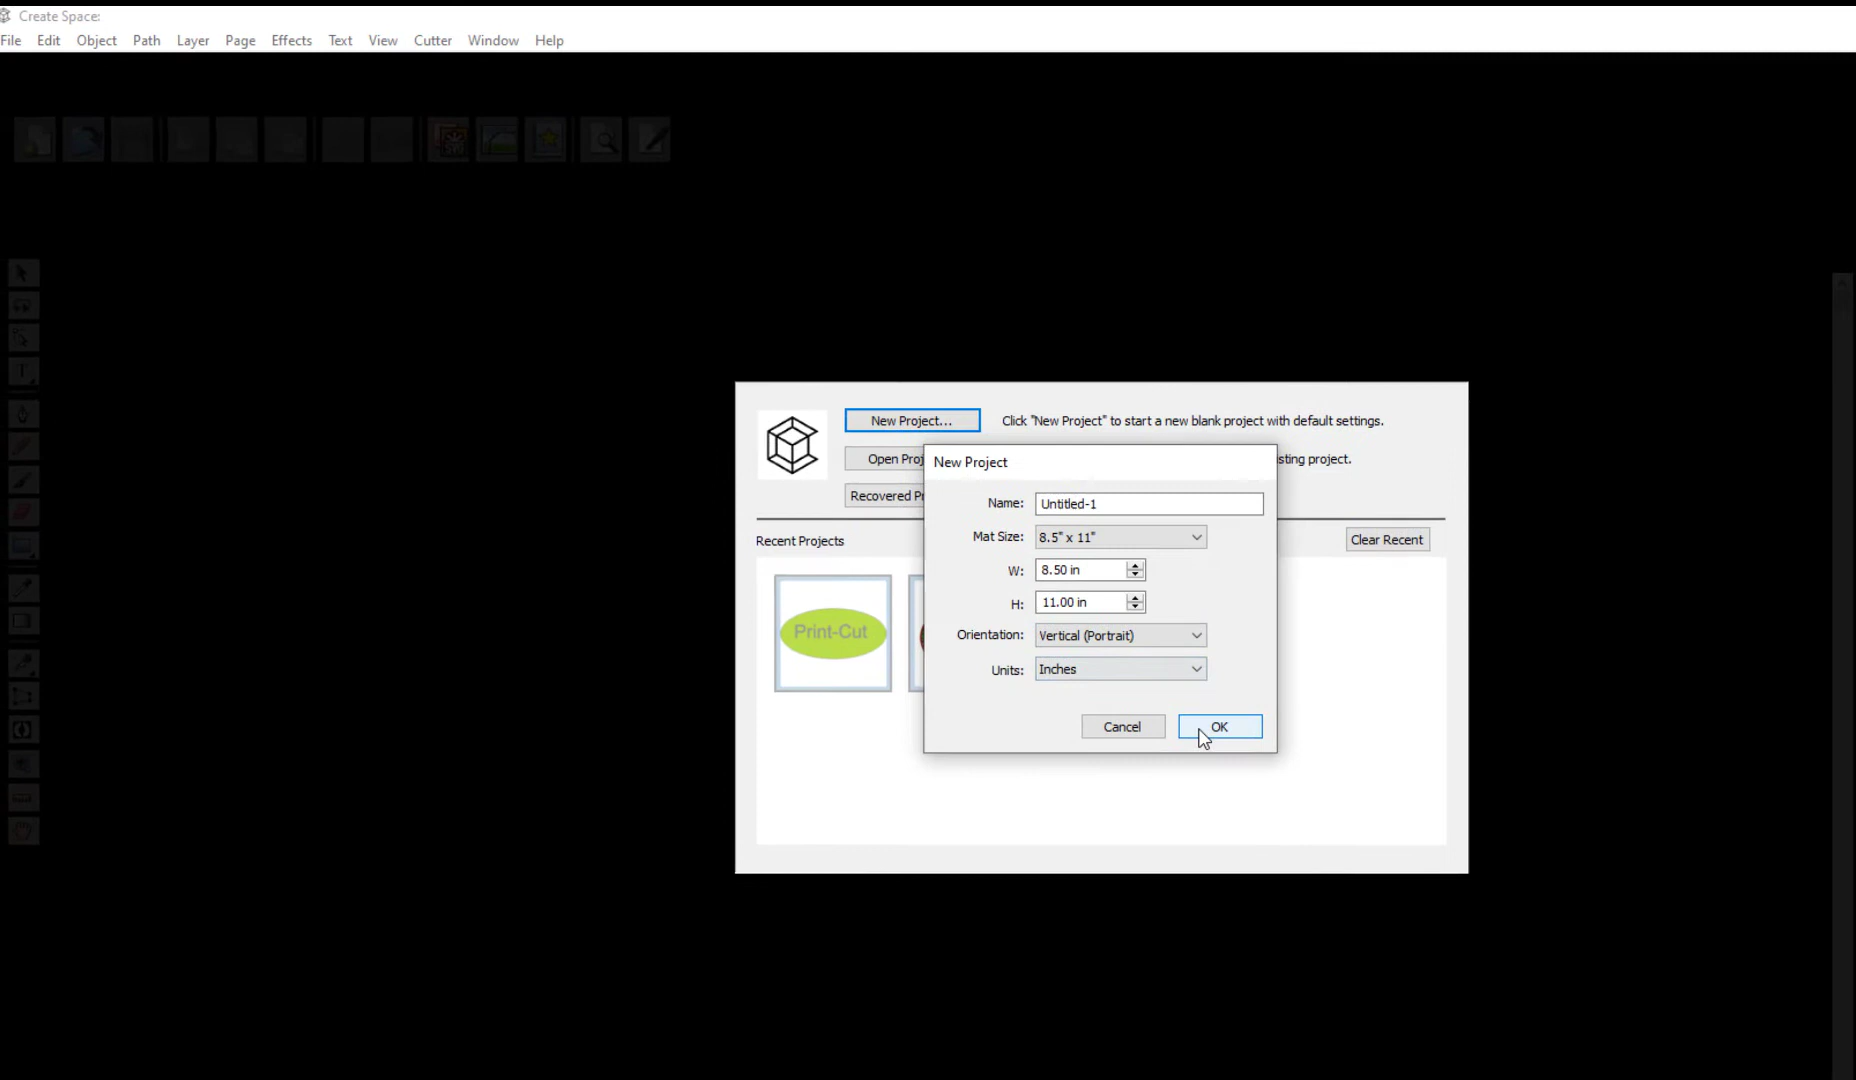 Create Space:
File Edit Object Path Layer Page Effects Text View Cutter Window Help
New Project... Click "New Project" to start a new blank project with default settings.
Open Proj
isting project.
Recovered Pr
Recent Projects
Clear Recent
Print-Cut
New Project
Name: Untitled-1
Mat Size: 8.5" x 11"
W: 8.50 in
H: 11.00 in
Orientation: Vertical (Portrait)
Units: Inches
Cancel OK
T